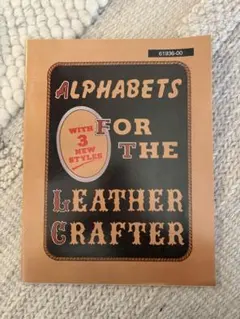 61936-00
ALPHABETS
WITH
3
NEW
STYLES
FOR
THE
LEATHER
CRAFTER